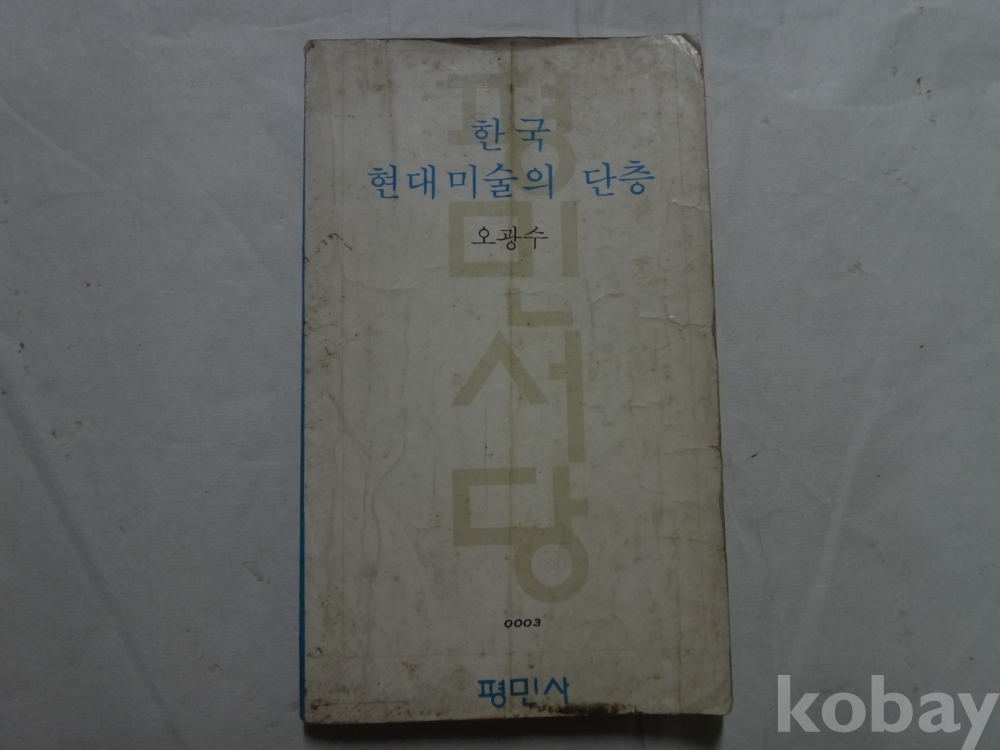 한국
현대미술의 단층
오광수
평민서당
0003
평민사
kobay